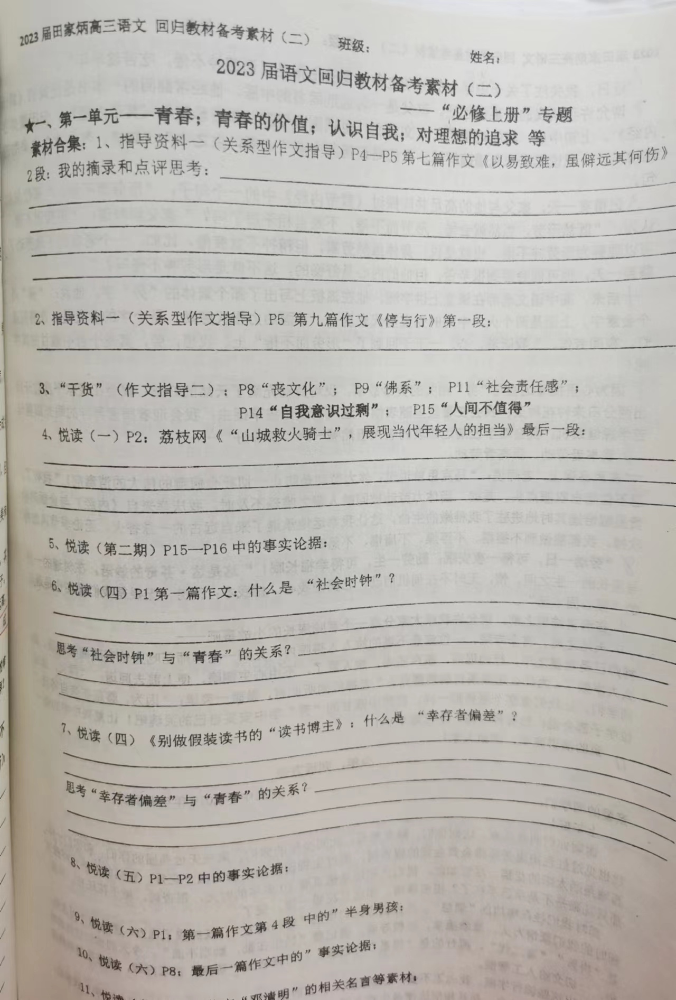 2023届田家炳高三语文 回归教材备考素材（二） 班级： 姓名：
2023届语文回归教材备考素材（二）
——“必修上册”专题
★一、第一单元——青春；青春的价值；认识自我；对理想的追求 等
素材合集：1、指导资料一（关系型作文指导）P4—P5第七篇作文《以易致难，虽僻远其何伤》
2段：我的摘录和点评思考：
2、指导资料一（关系型作文指导）P5 第九篇作文《停与行》第一段：
3、“干货”（作文指导二）：P8“丧文化”； P9“佛系”； P11“社会责任感”；
P14“自我意识过剩”； P15“人间不值得”
4、悦读（一）P2：荔枝网《“山城救火骑士”，展现当代年轻人的担当》最后一段：
5、悦读（第二期）P15—P16中的事实论据：
6、悦读（四）P1第一篇作文：什么是 “社会时钟”？
思考“社会时钟”与“青春”的关系？
7、悦读（四）《别做假装读书的“读书博主》：什么是 “幸存者偏差”？
思考“幸存者偏差”与“青春”的关系？
8、悦读（五）P1—P2中的事实论据：
9、悦读（六）P1；第一篇作文第4段 中的”半身男孩：
10、悦读（六）P8；最后一篇作文中的”事实论据：
11、悦读 “邓清明”的相关名言等素材：